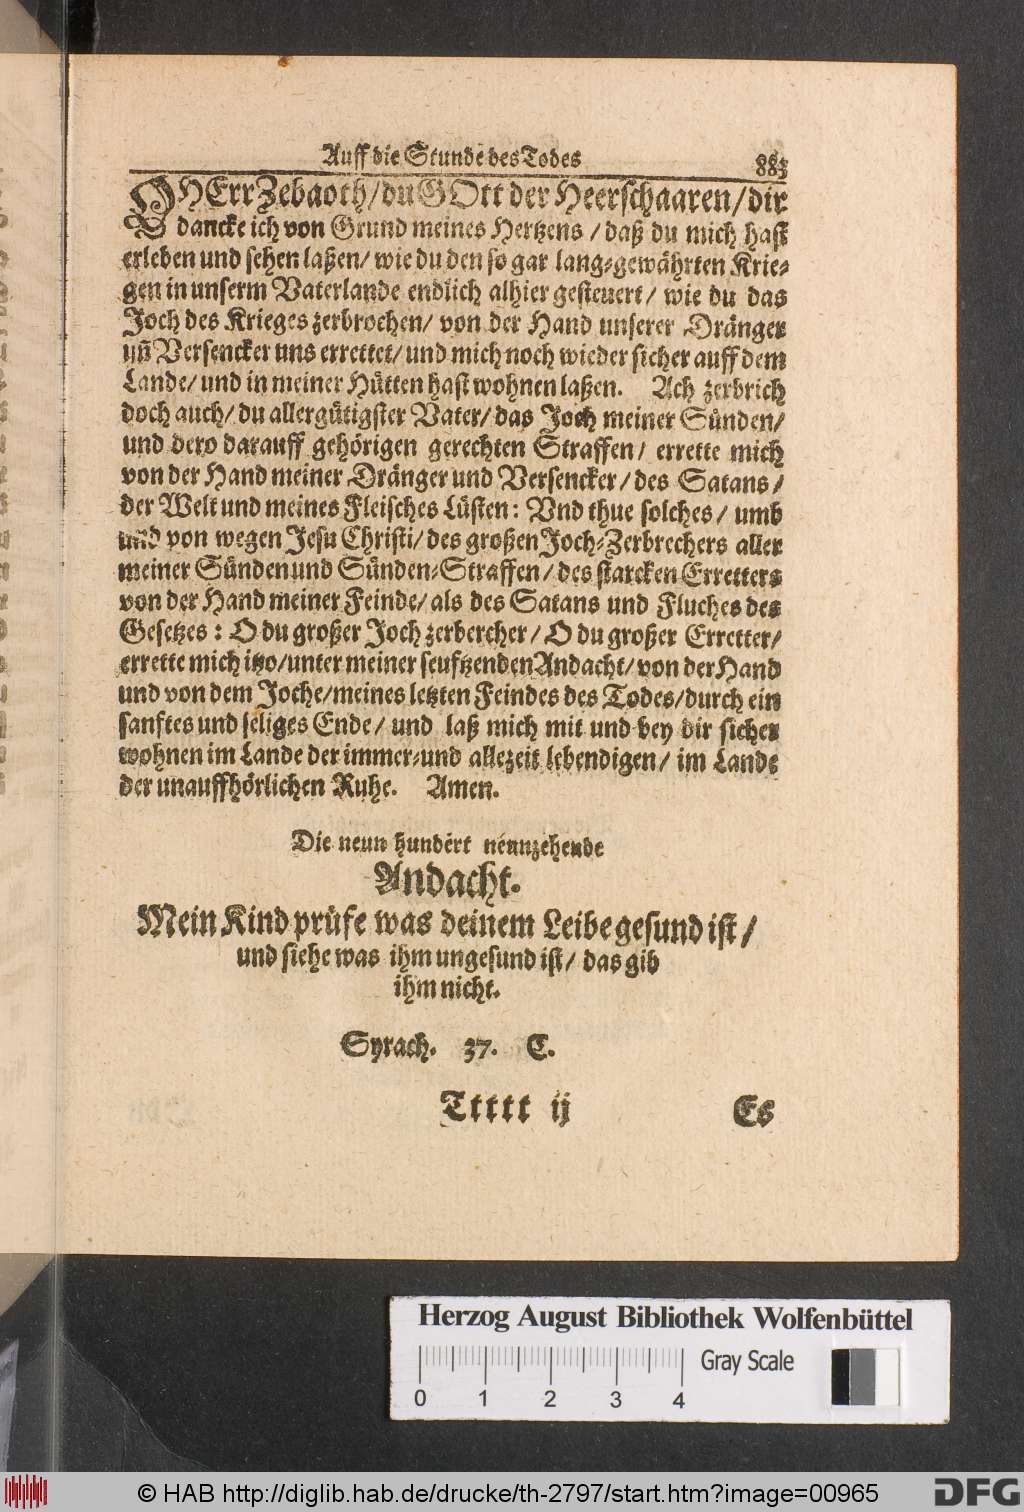 Auff die Stunde des Todes 883
O HErr Zebaoth/ du GOtt der Heerschaaren/ dir
dancke ich von Grund meines Hertzens / daß du mich hast
erleben und sehen laßen/ wie du den so gar lang-gewährten Krie-
gen in unserm Vaterlande endlich alhier gesteuert/ wie du das
Joch des Krieges zerbrochen/ von der Hand unserer Dränger
uñ Versencker uns errettet/ und mich noch wieder sicher auff dem
Lande/ und in meiner Hütten hast wohnen laßen. Ach zerbrich
doch auch/ du allergütigster Vater/ das Joch meiner Sünden/
und dero darauff gehörigen gerechten Straffen/ errette mich
von der Hand meiner Dränger und Versencker / des Satans /
der Welt und meines Fleisches Lüsten: Vnd thue solches / umb
und von wegen Jesu Christi/ des großen Joch-Zerbrechers aller
meiner Sünden und Sünden-Straffen / des starcken Erretters
von der Hand meiner Feinde/ als des Satans und Fluches des
Gesetzes : O du großer Joch zerbercher / O du großer Erretter/
errette mich itzo/ unter meiner seuftzenden Andacht/ von der Hand
und von dem Joche/ meines letzten Feindes des Todes/ durch ein
sanftes und seliges Ende/ und laß mich mit und bey dir sicher
wohnen im Lande der immer-und allezeit lebendigen/ im Lande
der unauffhörlichen Ruhe. Amen.
Die neun hundert neunzehende
Andacht.
Mein Kind prüfe was deinem Leibe gesund ist /
und siehe was ihm ungesund ist/ das gib
ihm nicht.
Syrach. 37. C.
Ttttt ij Es
Herzog August Bibliothek Wolfenbüttel
Gray Scale
0 1 2 3 4
© HAB http://diglib.hab.de/drucke/th-2797/start.htm?image=00965
DFG